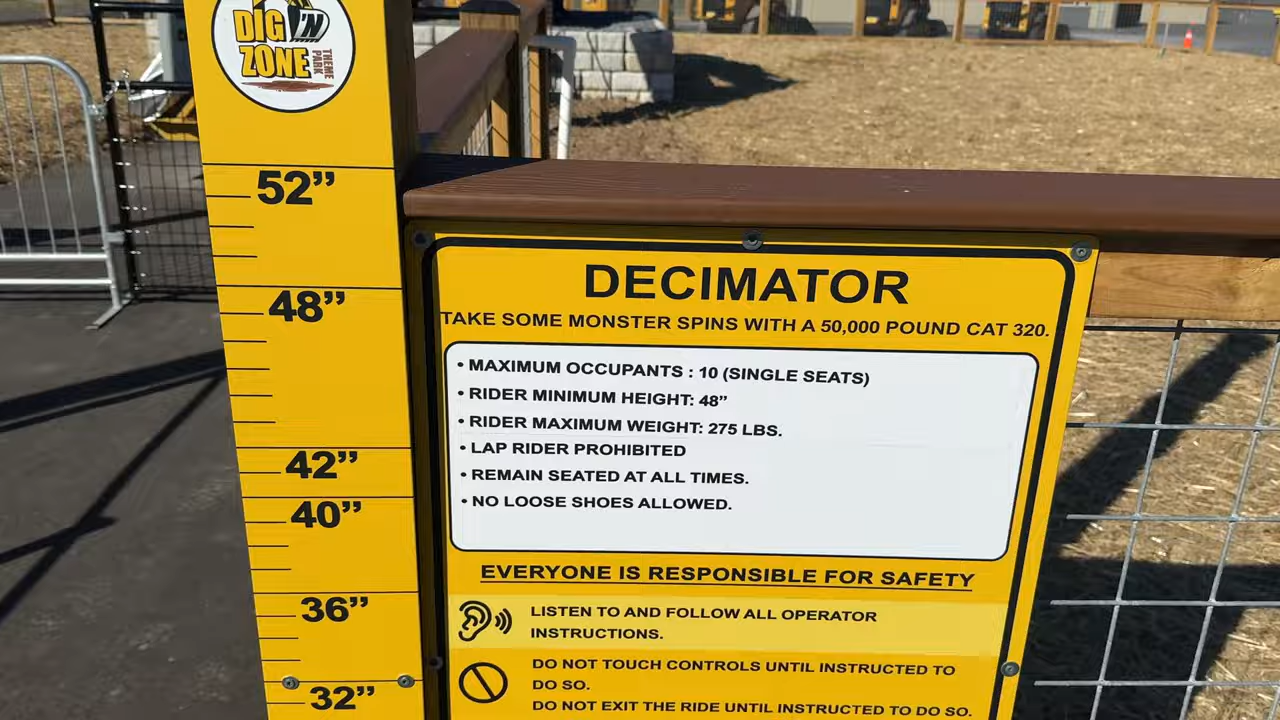 DIG'N
ZONE
THEME
PARK
52”
48”
42”
40”
36”
32”
DECIMATOR
TAKE SOME MONSTER SPINS WITH A 50,000 POUND CAT 320.
• MAXIMUM OCCUPANTS : 10 (SINGLE SEATS)
• RIDER MINIMUM HEIGHT: 48”
• RIDER MAXIMUM WEIGHT: 275 LBS.
• LAP RIDER PROHIBITED
• REMAIN SEATED AT ALL TIMES.
• NO LOOSE SHOES ALLOWED.
EVERYONE IS RESPONSIBLE FOR SAFETY
LISTEN TO AND FOLLOW ALL OPERATOR
INSTRUCTIONS.
DO NOT TOUCH CONTROLS UNTIL INSTRUCTED TO
DO SO.
DO NOT EXIT THE RIDE UNTIL INSTRUCTED TO DO SO.